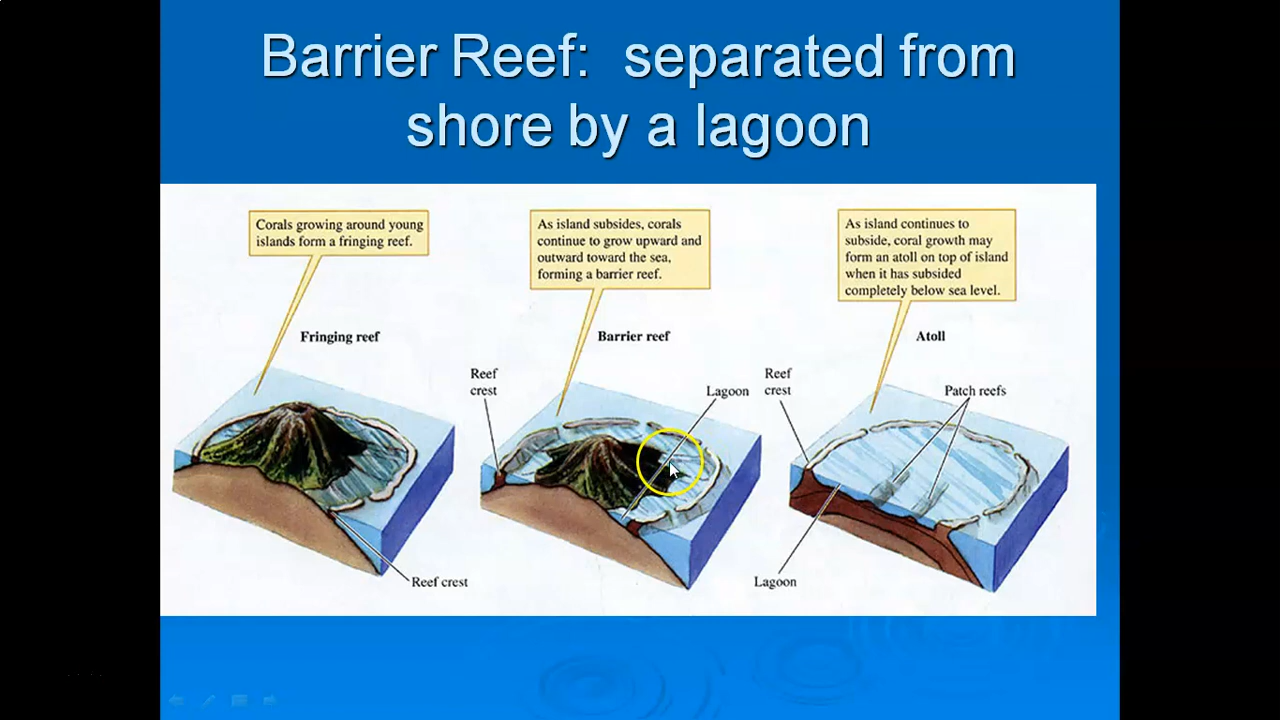 Barrier Reef:  separated from
shore by a lagoon
Corals growing around young
islands form a fringing reef.
As island subsides, corals
continue to grow upward and
outward toward the sea,
forming a barrier reef.
As island continues to
subside, coral growth may
form an atoll on top of island
when it has subsided
completely below sea level.
Fringing reef
Barrier reef
Atoll
Reef
crest
Lagoon
Reef
crest
Patch reefs
Reef crest
Lagoon